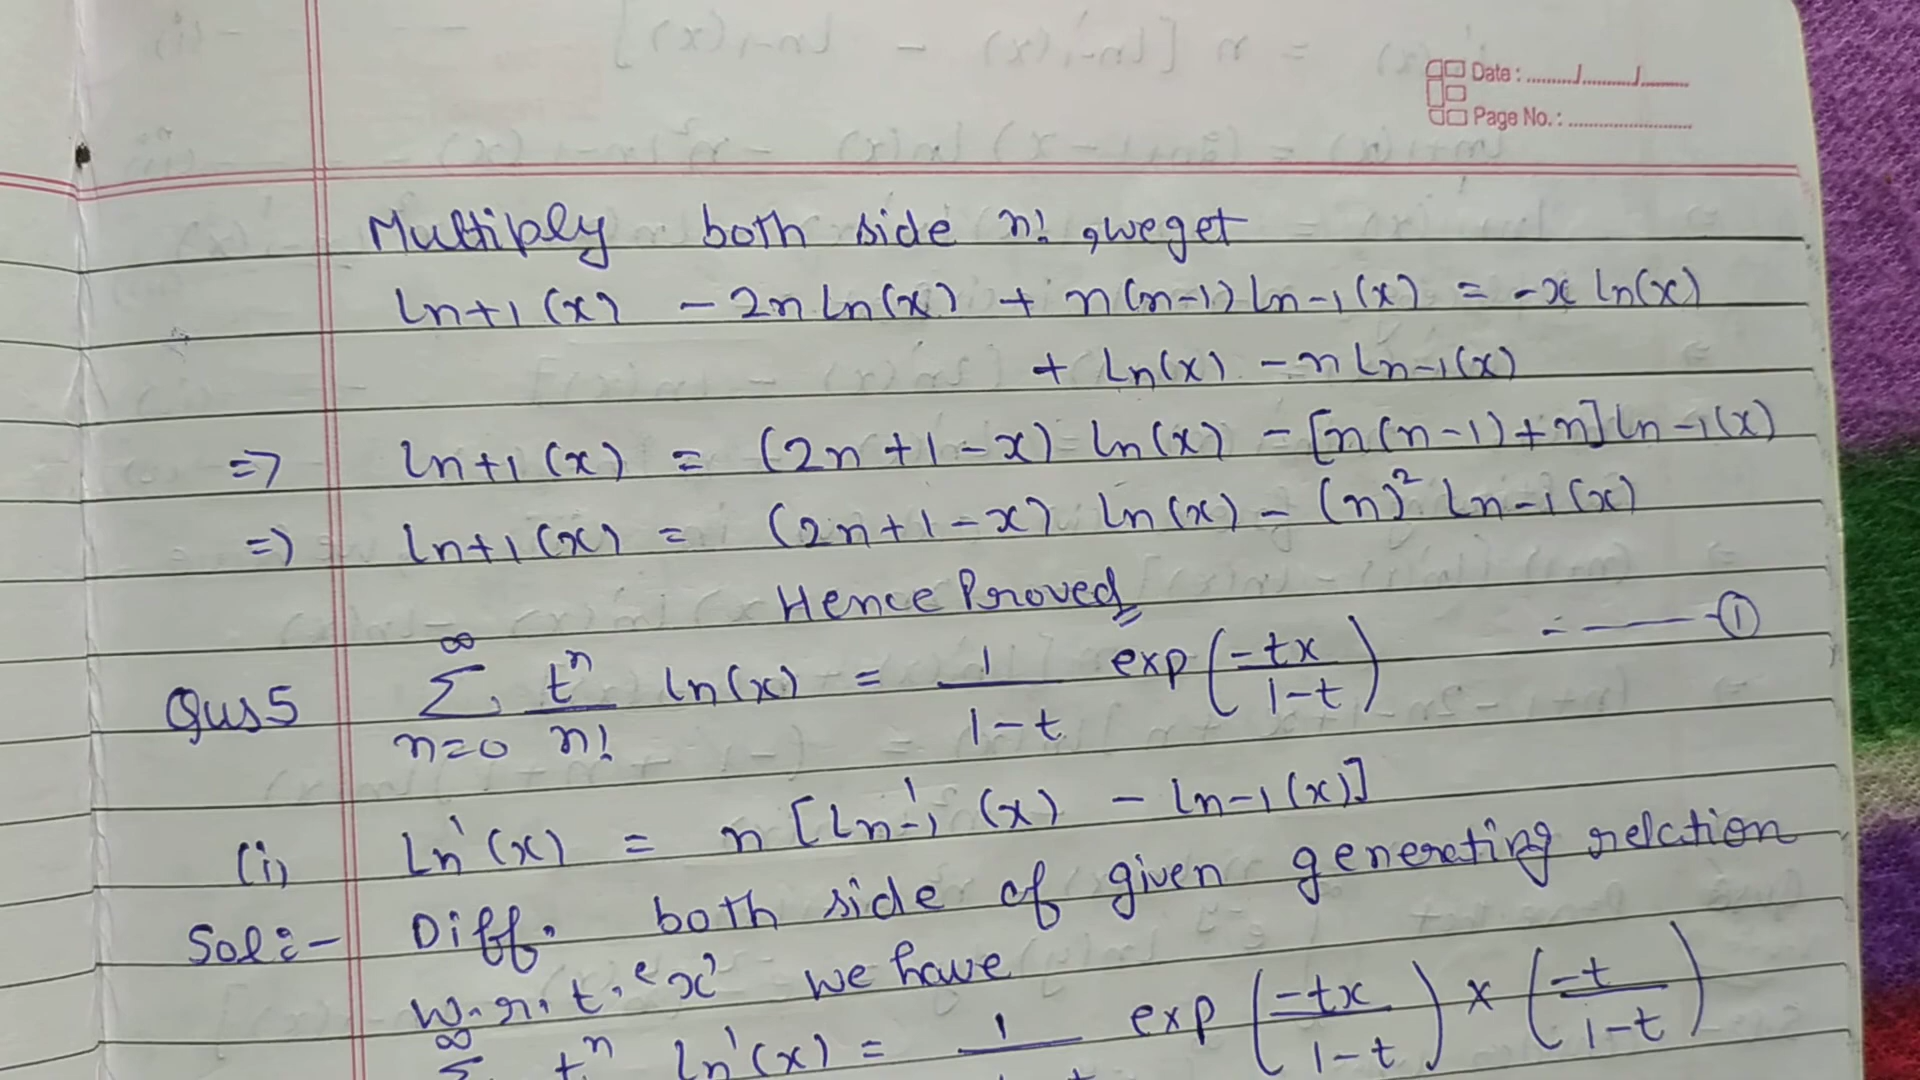 Date : ......../......../........
Page No. : ........................
Multiply both side n! , we get
Ln+1 (x) - 2n Ln(x) + n(n-1) Ln-1(x) = -x Ln(x)
+ Ln(x) - n Ln-1(x)
=> Ln+1 (x) = (2n+1-x) Ln(x) - [n(n-1)+n] Ln-1(x)
=> Ln+1 (x) = (2n+1-x) Ln(x) - (n)² Ln-1(x)
Hence Proved
Qus5 ∞ Σ n=0 tⁿ/n! Ln(x) = 1/(1-t) exp(-tx/(1-t)) ------ ①
(i) Ln'(x) = n [Ln-1' (x) - Ln-1(x)]
Sol:- Diff. both side of given generating relation
w.r.t. 'x' we have
∞ Σ tⁿ Ln'(x) = 1 exp(-tx/(1-t)) × (-t/(1-t))